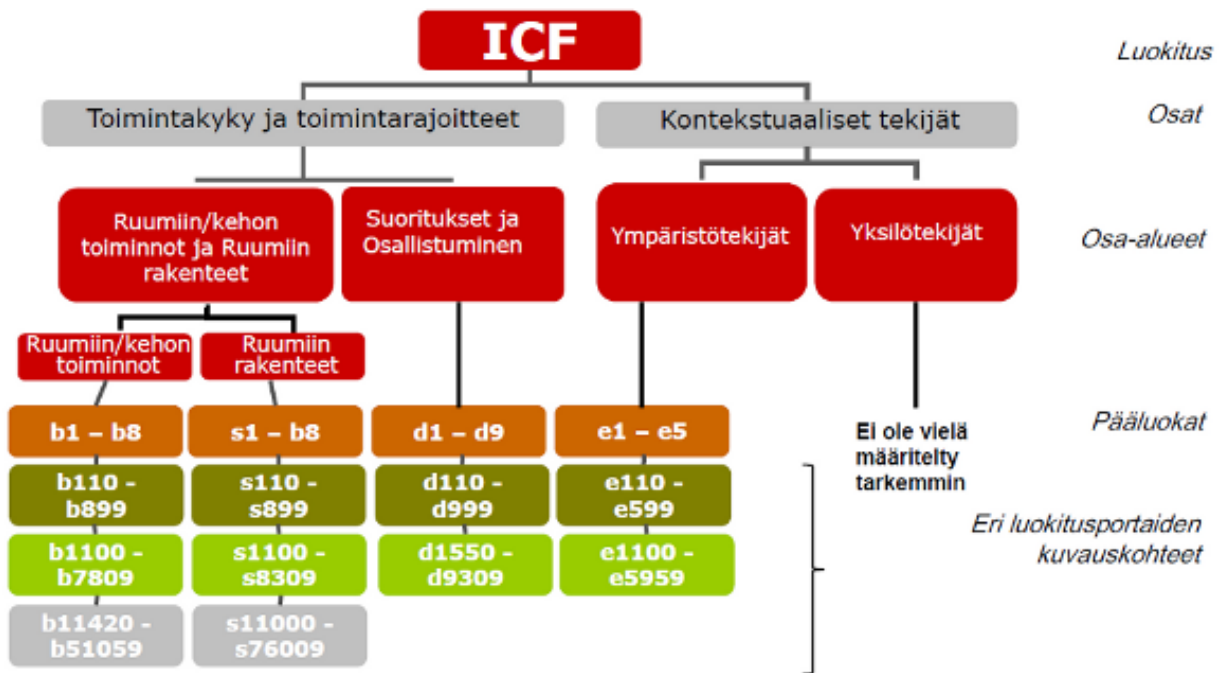 ICF
Luokitus
Toimintakyky ja toimintarajoitteet
Kontekstuaaliset tekijät
Osat
Ruumiin/kehon
toiminnot ja Ruumiin
rakenteet
Suoritukset ja
Osallistuminen
Ympäristötekijät
Yksilötekijät
Osa-alueet
Ruumiin/kehon
toiminnot
Ruumiin
rakenteet
b1 – b8
s1 – b8
d1 – d9
e1 – e5
Ei ole vielä
määritelty
tarkemmin
Pääluokat
b110 -
b899
s110 -
s899
d110 -
d999
e110 -
e599
Eri luokitusportaiden
kuvauskohteet
b1100 -
b7809
s1100 -
s8309
d1550 -
d9309
e1100 -
e5959
b11420 -
b51059
s11000 -
s76009